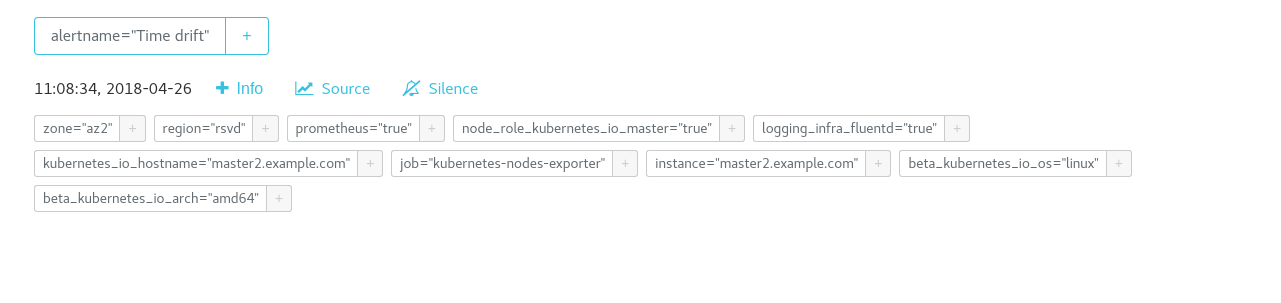 alertname="Time drift" +
11:08:34, 2018-04-26 + Info Source Silence
zone="az2" + region="rsvd" + prometheus="true" + node_role_kubernetes_io_master="true" + logging_infra_fluentd="true" +
kubernetes_io_hostname="master2.example.com" + job="kubernetes-nodes-exporter" + instance="master2.example.com" + beta_kubernetes_io_os="linux" +
beta_kubernetes_io_arch="amd64" +